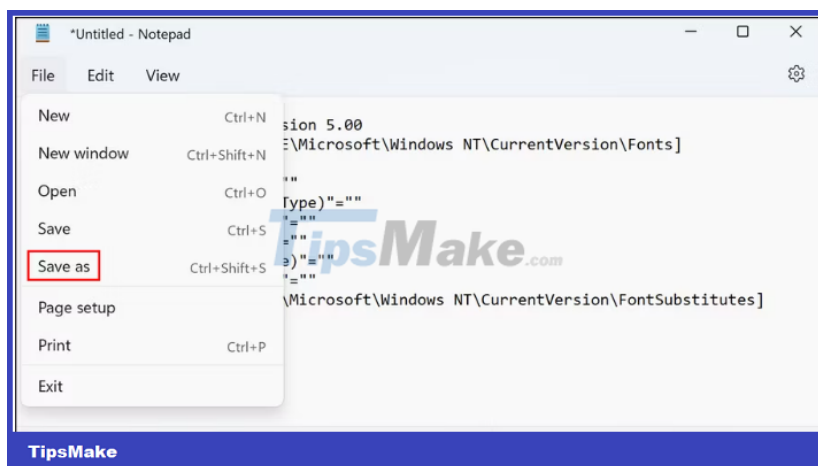 *Untitled - Notepad
File Edit View
New Ctrl+N
New window Ctrl+Shift+N
Open Ctrl+O
Save Ctrl+S
Save as Ctrl+Shift+S
Page setup
Print Ctrl+P
Exit
sion 5.00
E\Microsoft\Windows NT\CurrentVersion\Fonts]
""
Type)"=""
"=""
=""
e)"=""
"=""
\Microsoft\Windows NT\CurrentVersion\FontSubstitutes]
TipsMake.com
TipsMake